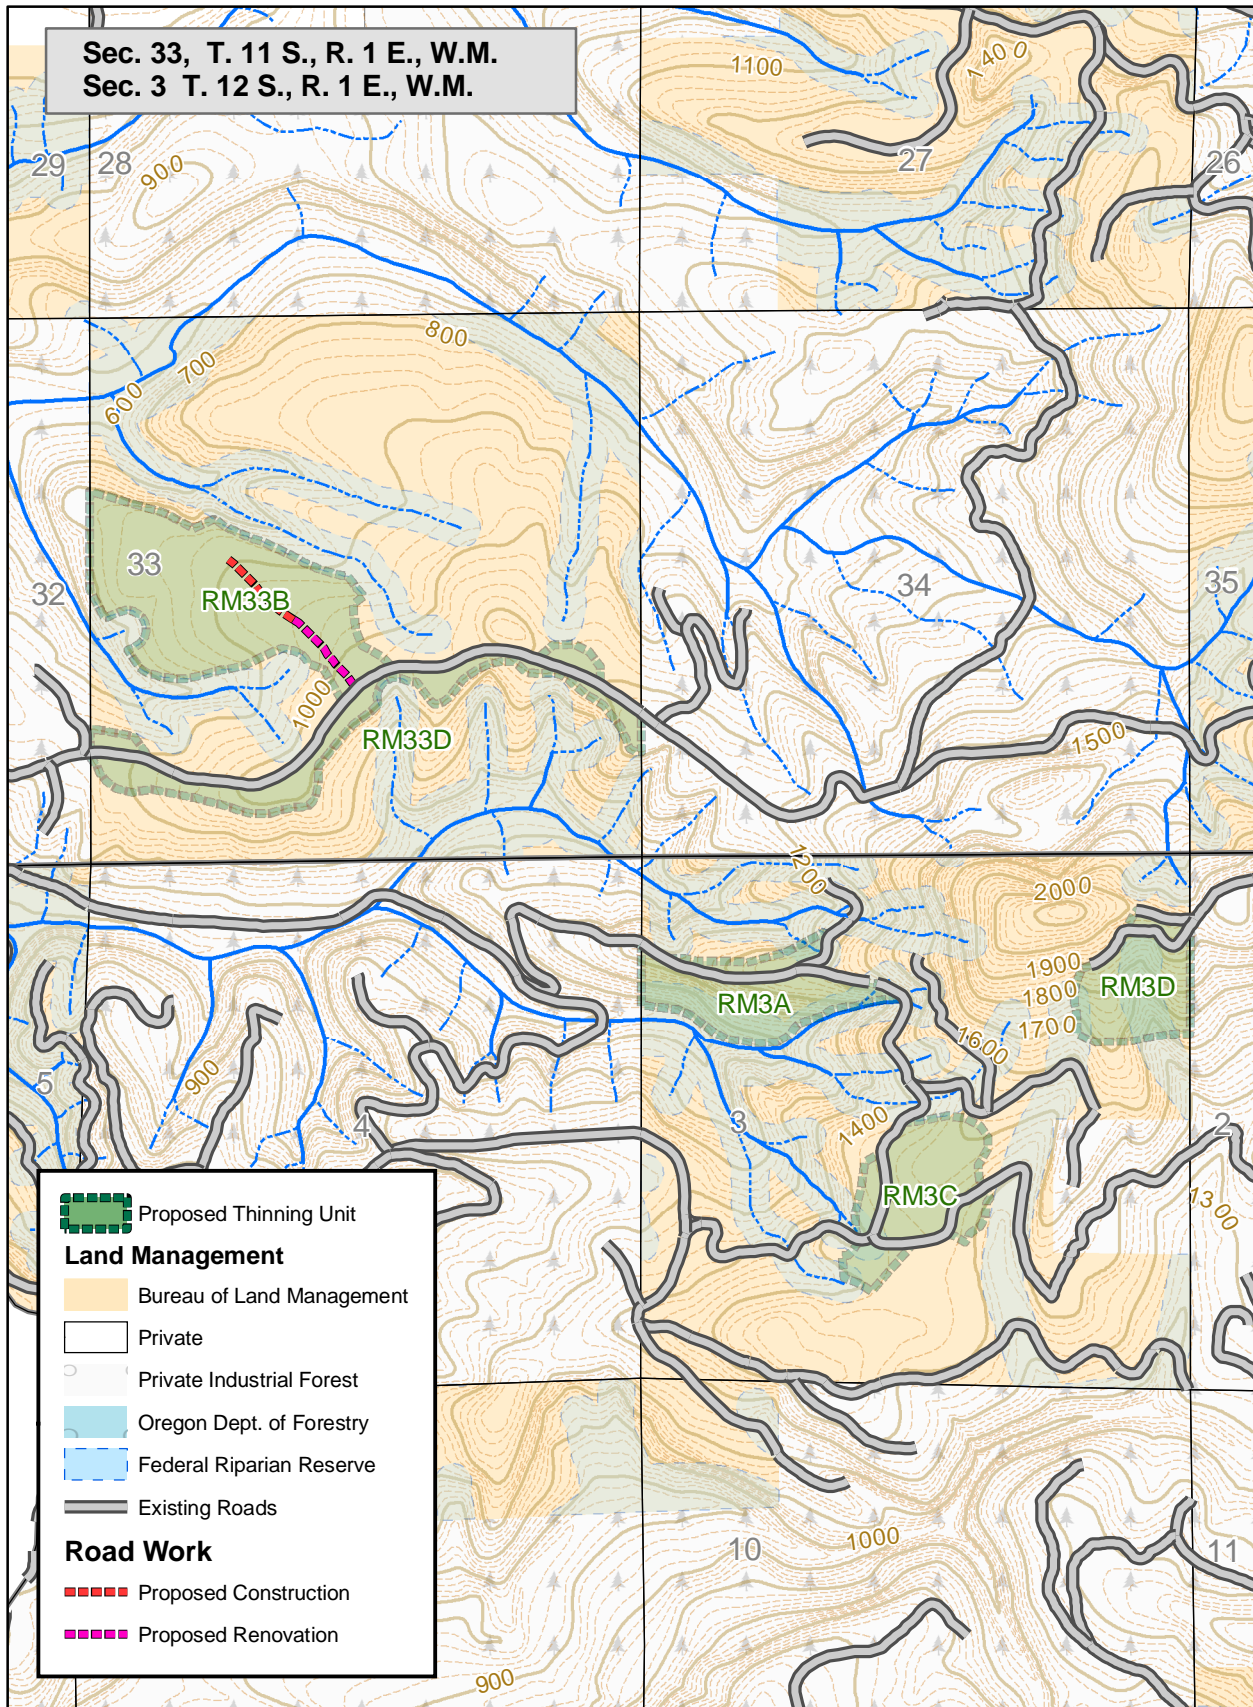 Sec. 33, T. 11 S., R. 1 E., W.M.
Sec. 3 T. 12 S., R. 1 E., W.M.
1100
1400
29
28
900
27
26
800
700
600
33
32
RM33B
34
35
1000
RM33D
1500
1200
2000
1900
1800
1700
RM3A
RM3D
1600
5
900
4
3
1400
2
RM3C
1300
Proposed Thinning Unit
Land Management
Bureau of Land Management
Private
Private Industrial Forest
Oregon Dept. of Forestry
Federal Riparian Reserve
Existing Roads
Road Work
Proposed Construction
Proposed Renovation
10
1000
11
900